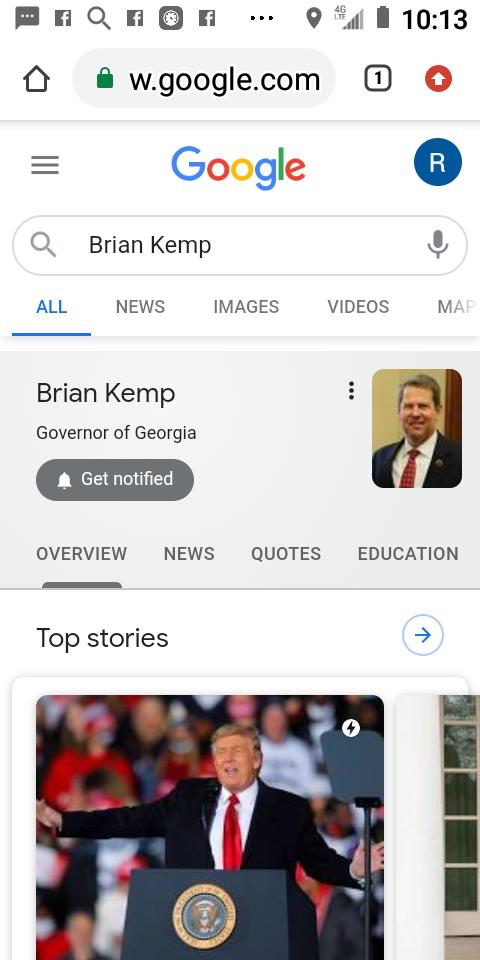 4G
LTE
10:13
w.google.com
1
Google
R
Brian Kemp
ALL NEWS IMAGES VIDEOS MAP
Brian Kemp
Governor of Georgia
Get notified
OVERVIEW NEWS QUOTES EDUCATION
Top stories